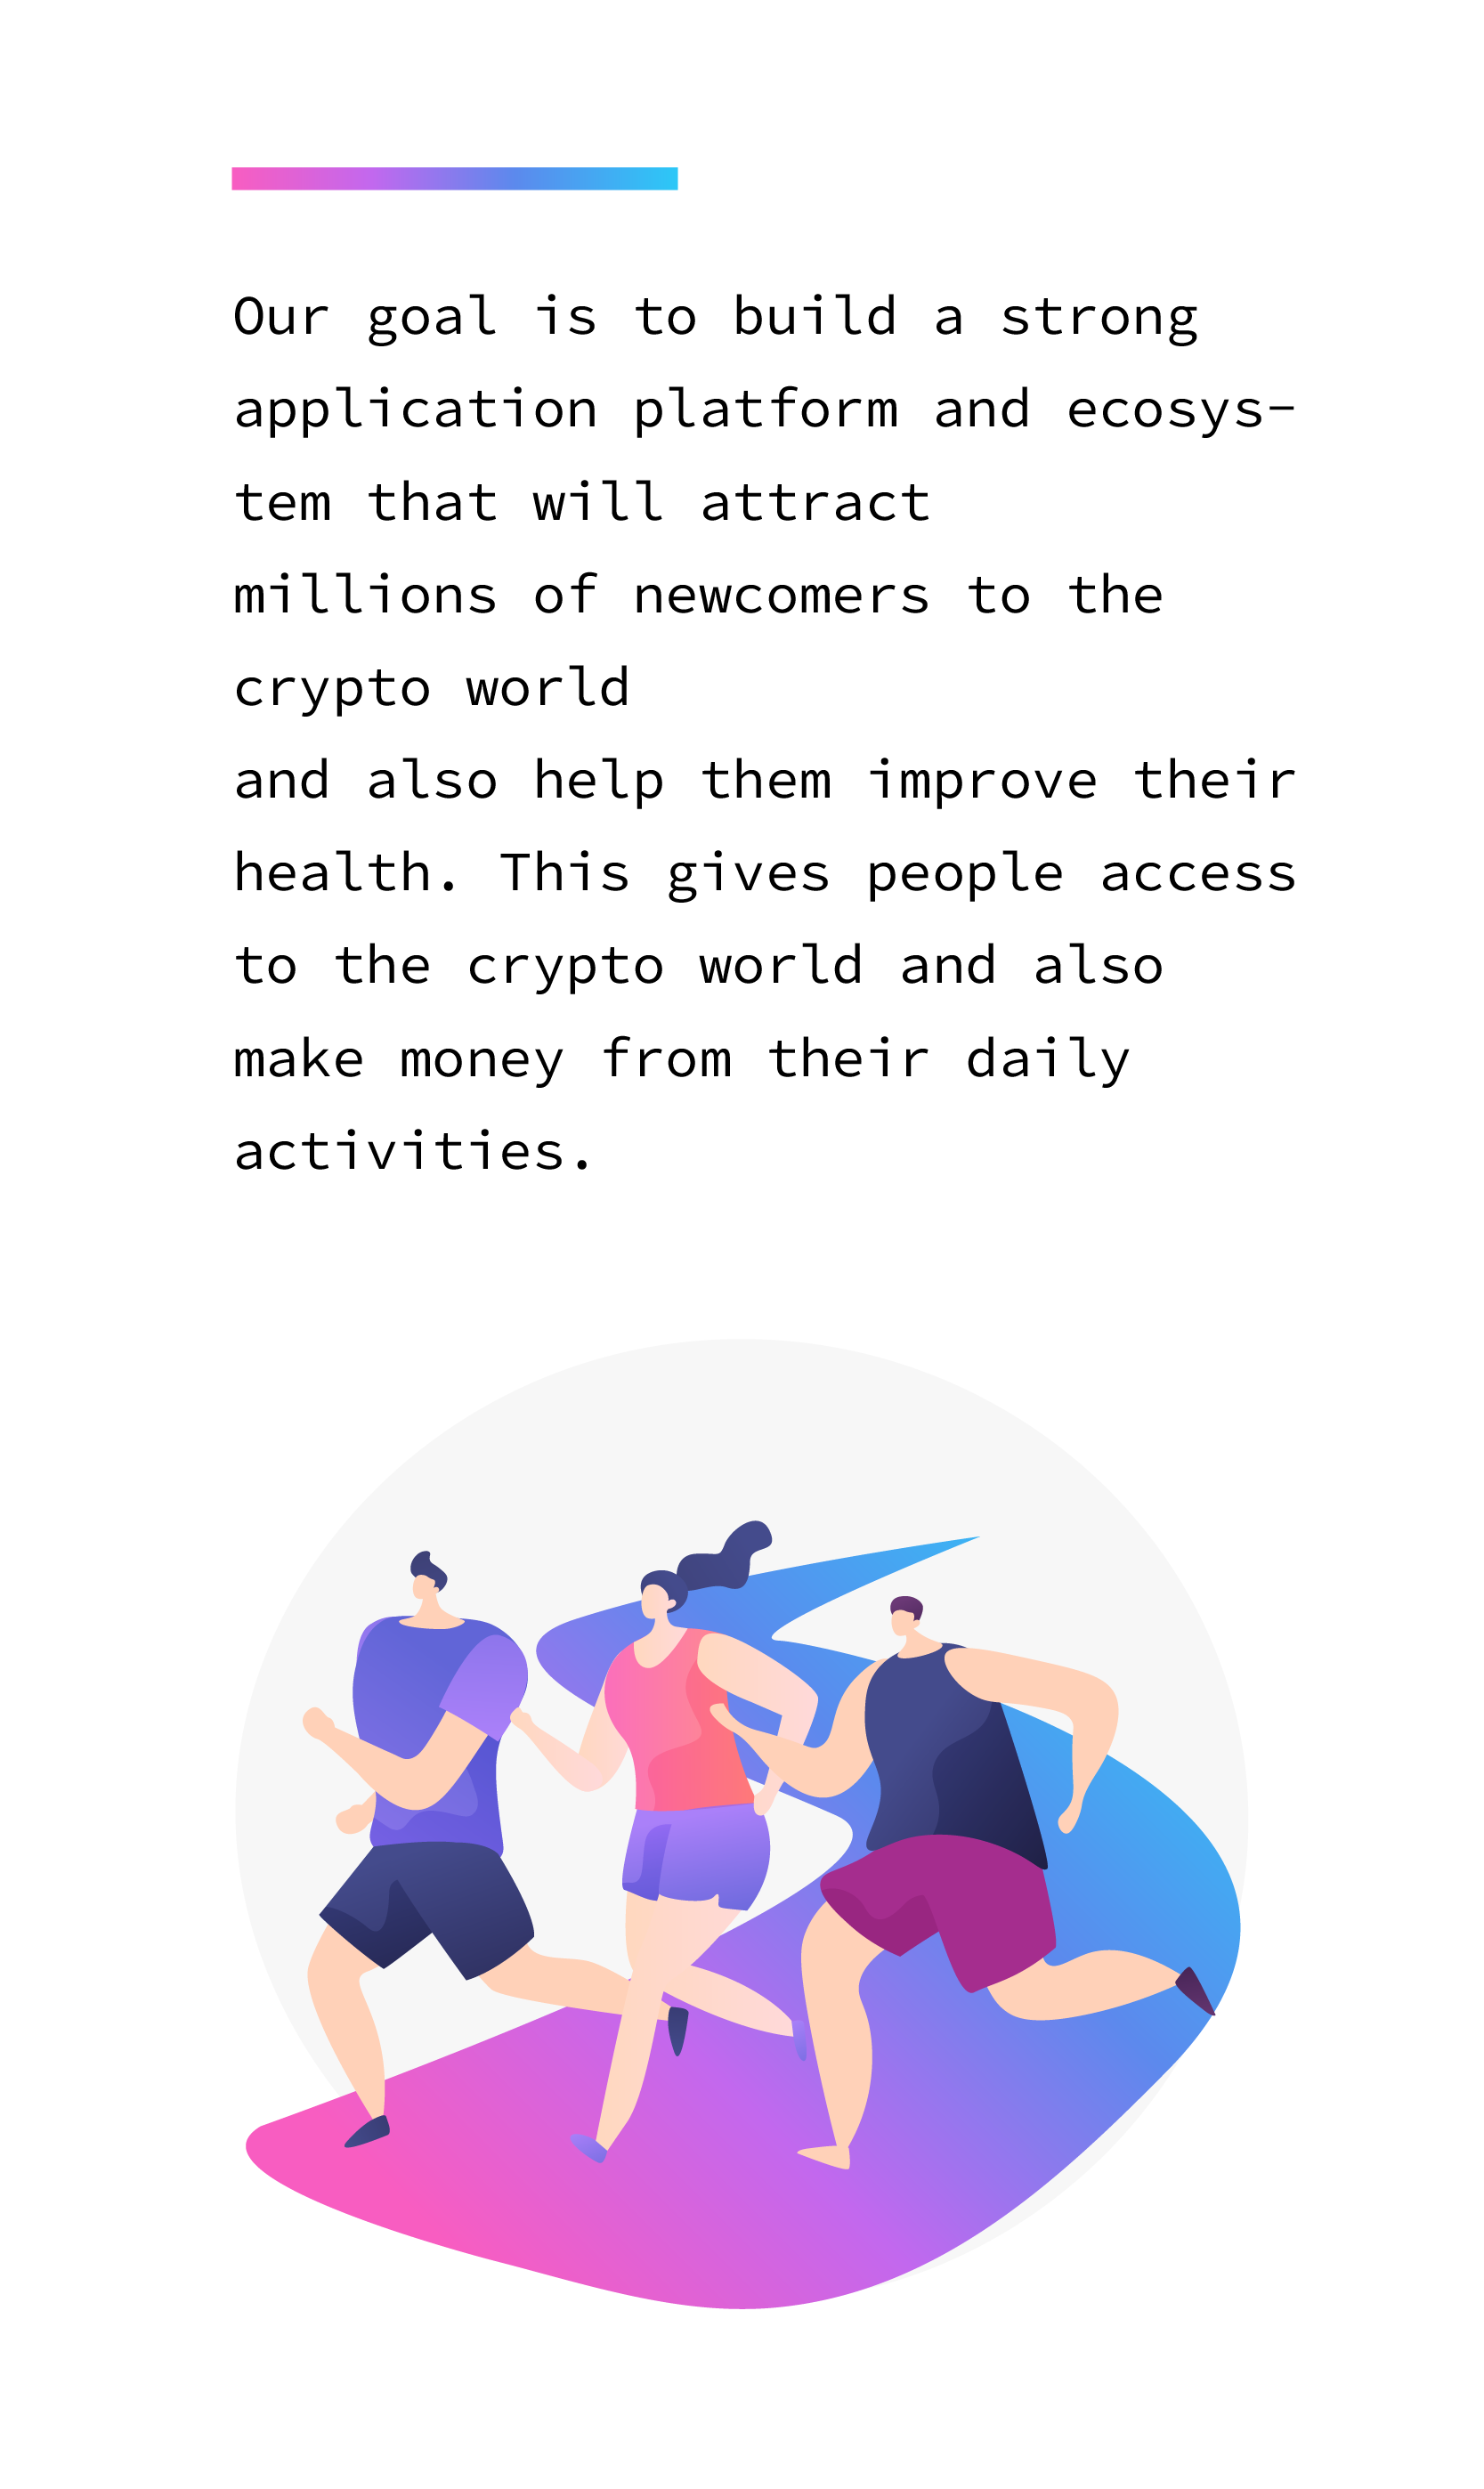 Our goal is to build a strong
application platform and ecosys-
tem that will attract
millions of newcomers to the
crypto world
and also help them improve their
health. This gives people access
to the crypto world and also
make money from their daily
activities.